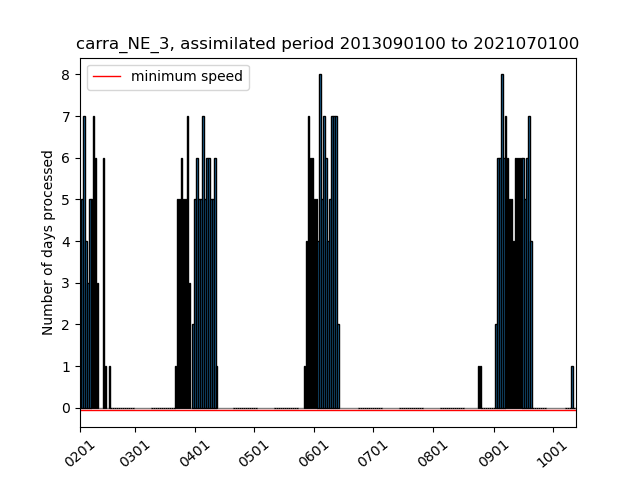 carra_NE_3, assimilated period 2013090100 to 2021070100
minimum speed
Number of days processed
8
7
6
5
4
3
2
1
0
0201 0301 0401 0501 0601 0701 0801 0901 1001